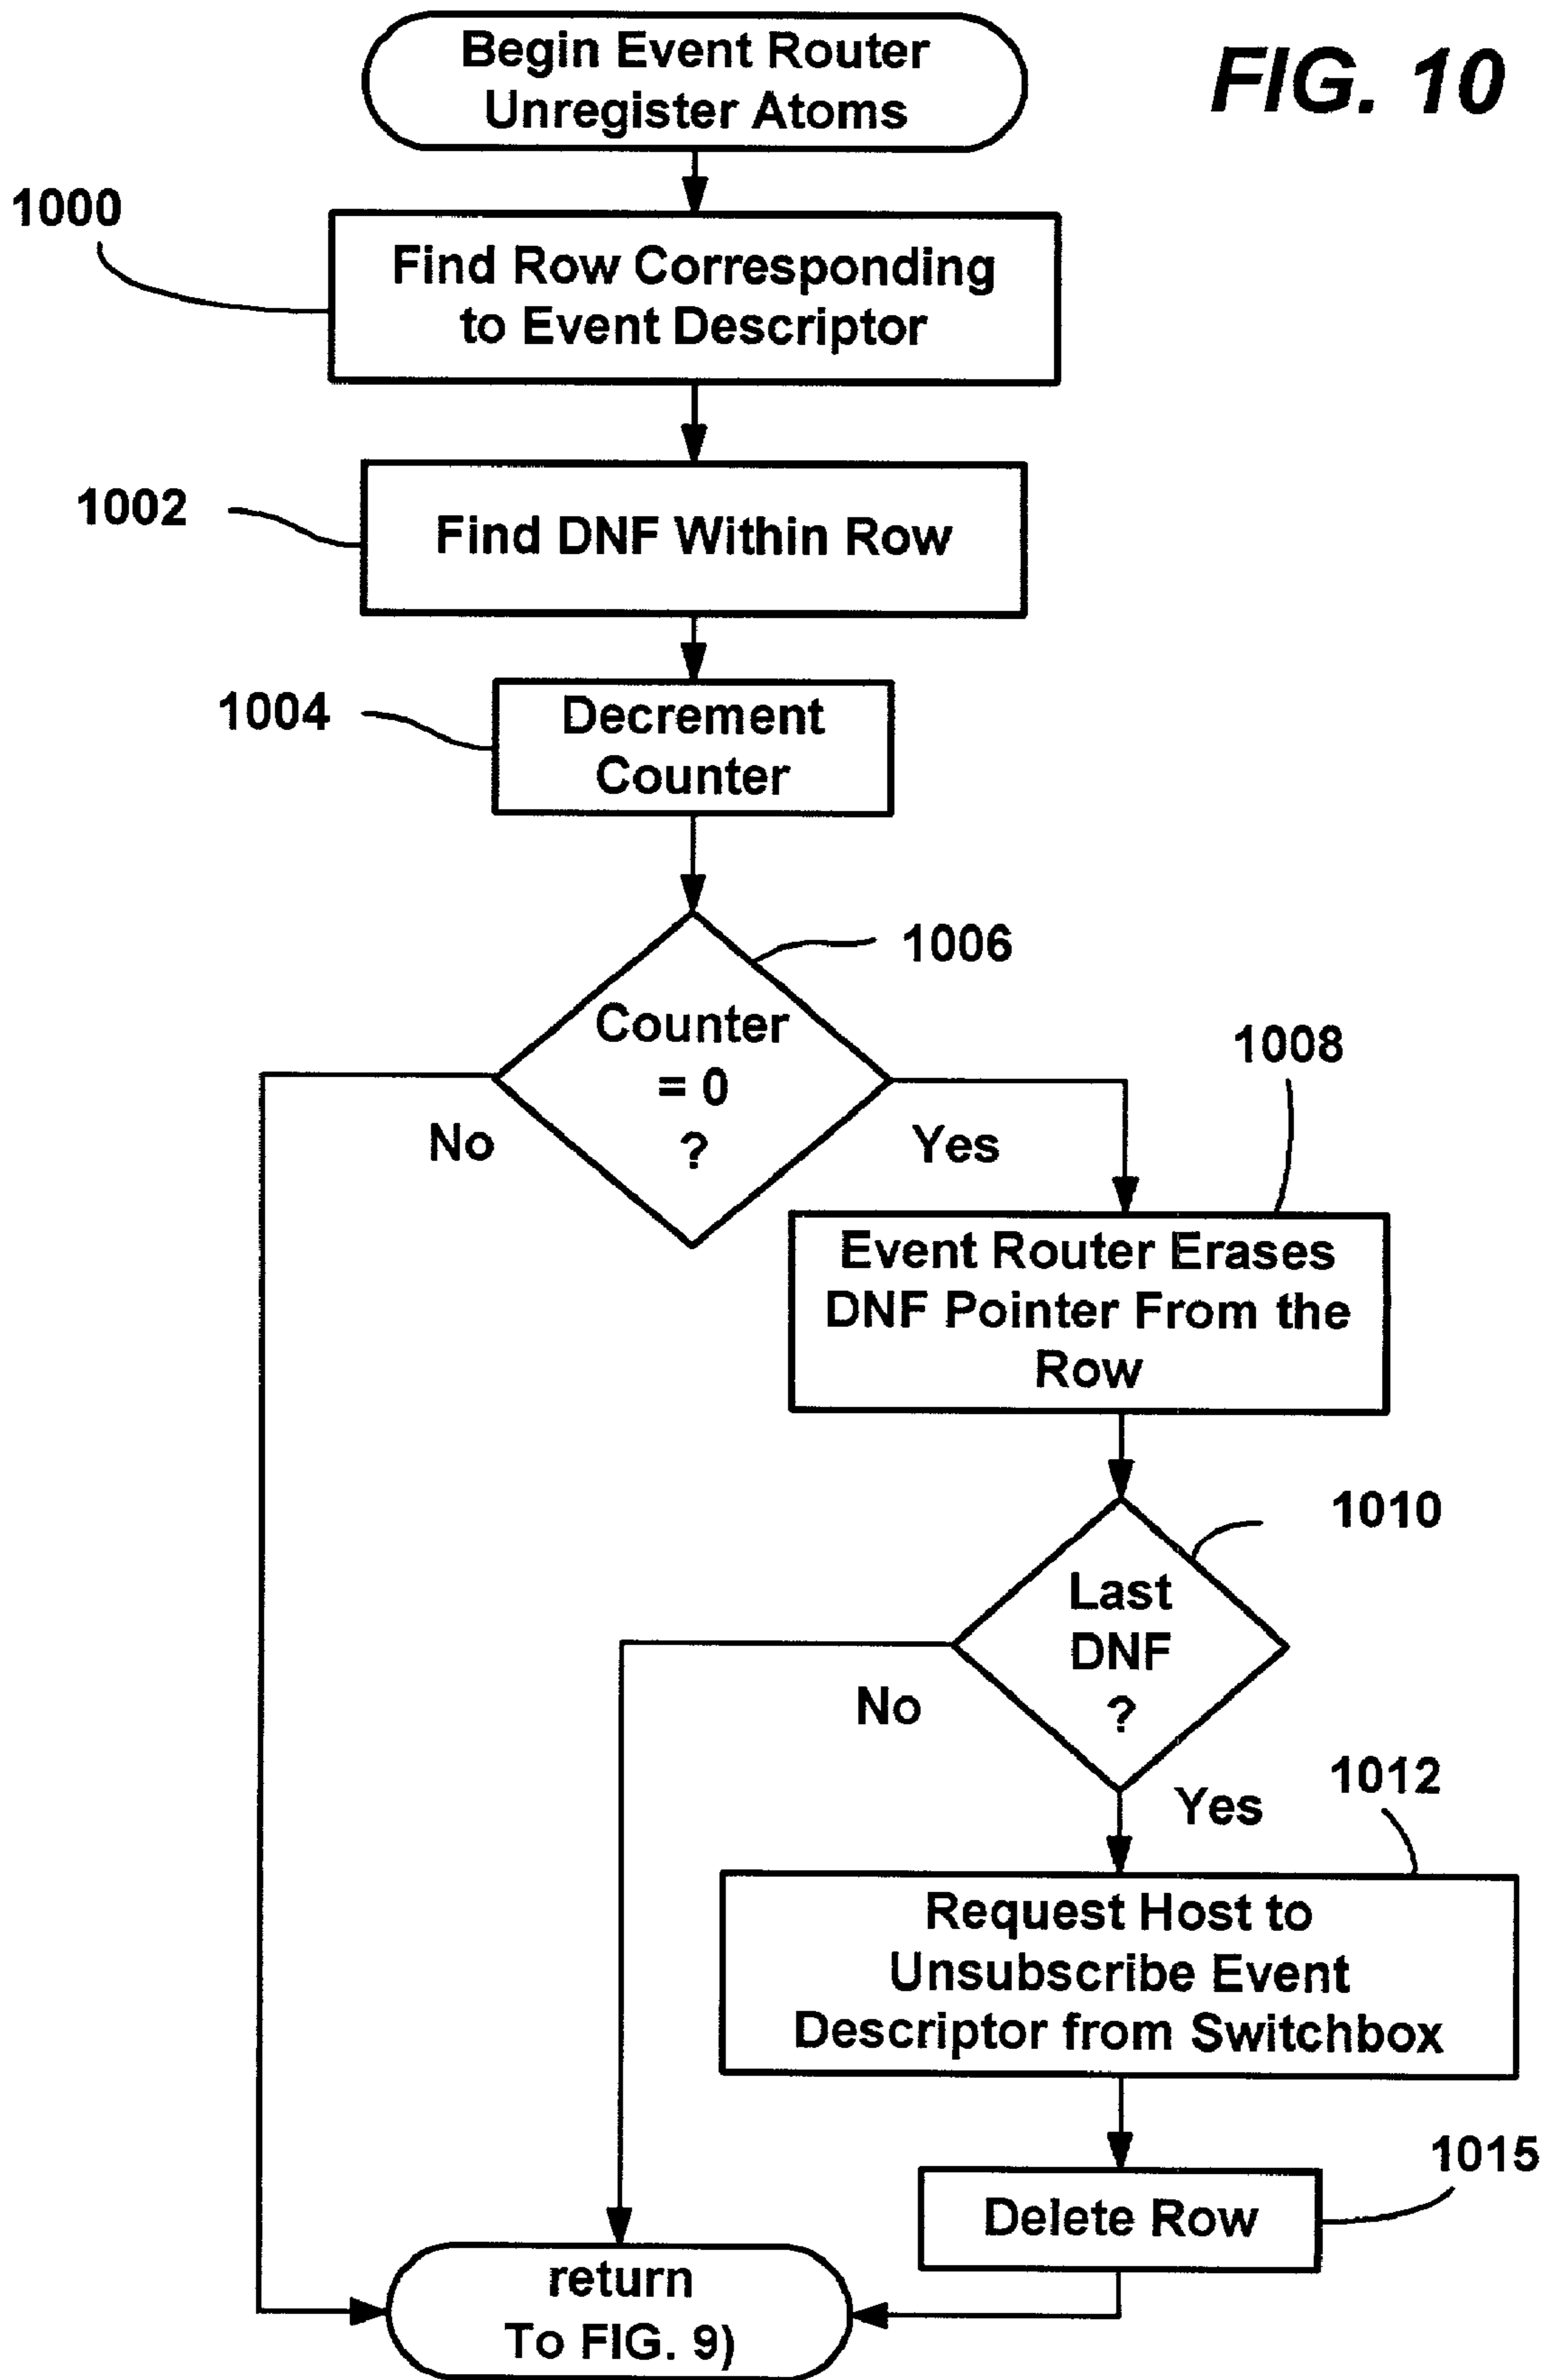 Begin Event Router
Unregister Atoms
FIG. 10
1000
Find Row Corresponding
to Event Descriptor
1002
Find DNF Within Row
1004
Decrement
Counter
1006
Counter
= 0
?
No
Yes
1008
Event Router Erases
DNF Pointer From the
Row
1010
Last
DNF
?
No
Yes
1012
Request Host to
Unsubscribe Event
Descriptor from Switchbox
1015
Delete Row
return
To FIG. 9)